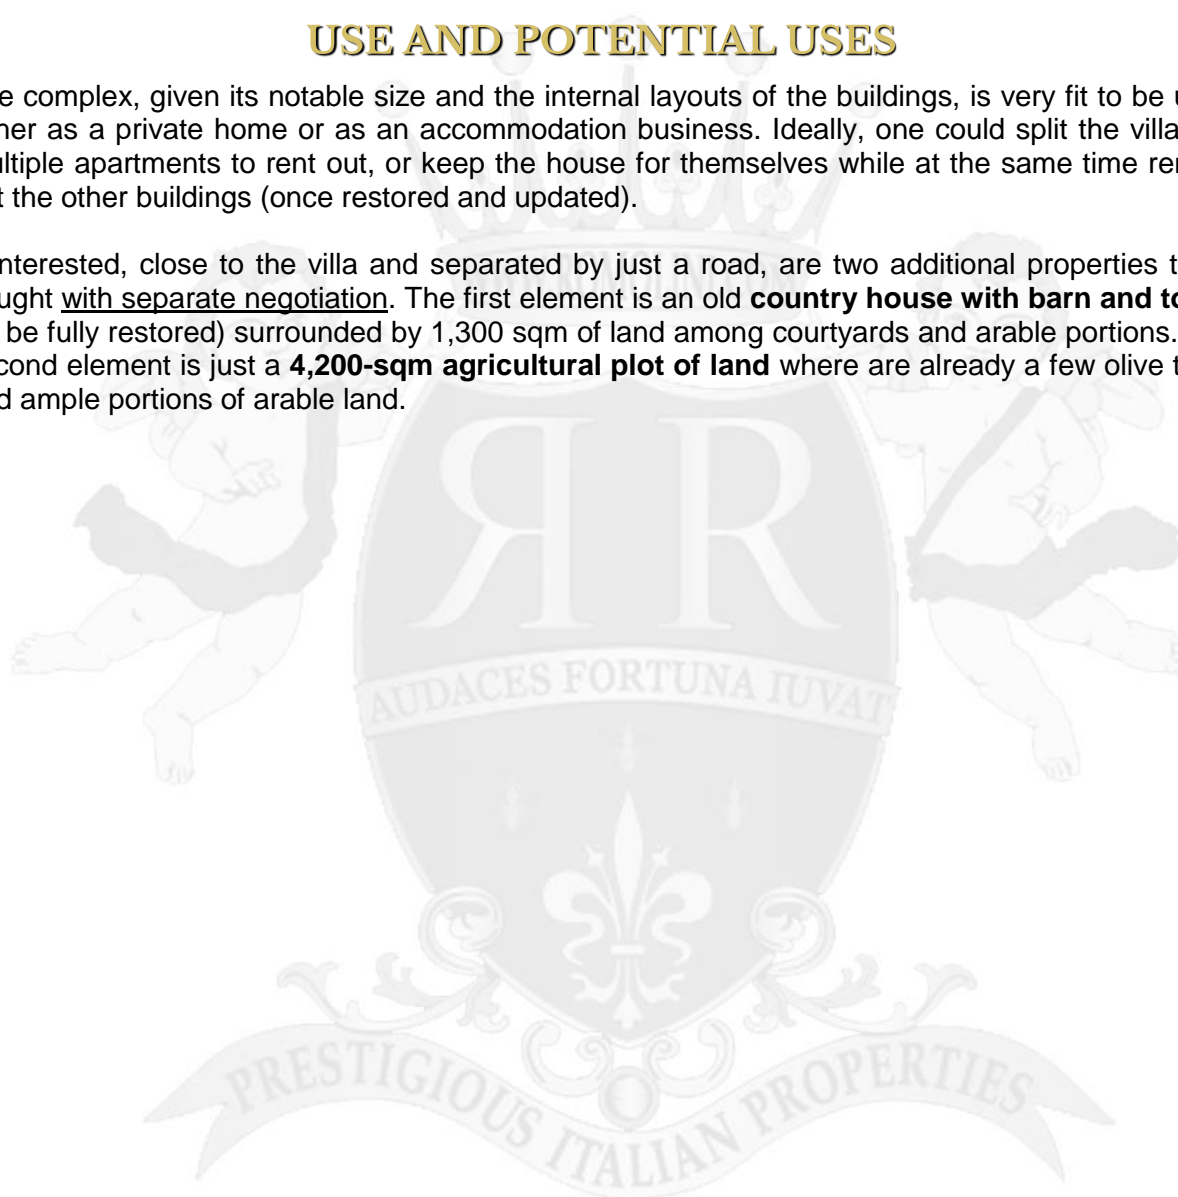 USE AND POTENTIAL USES
e complex, given its notable size and the internal layouts of the buildings, is very fit to be u
ner as a private home or as an accommodation business. Ideally, one could split the villa
ultiple apartments to rent out, or keep the house for themselves while at the same time ren
t the other buildings (once restored and updated).
nterested, close to the villa and separated by just a road, are two additional properties t
ught with separate negotiation. The first element is an old country house with barn and to
be fully restored) surrounded by 1,300 sqm of land among courtyards and arable portions.
cond element is just a 4,200-sqm agricultural plot of land where are already a few olive t
d ample portions of arable land.
R R
AUDACES FORTUNA IUVAT
PRESTIGIOUS ITALIAN PROPERTIES